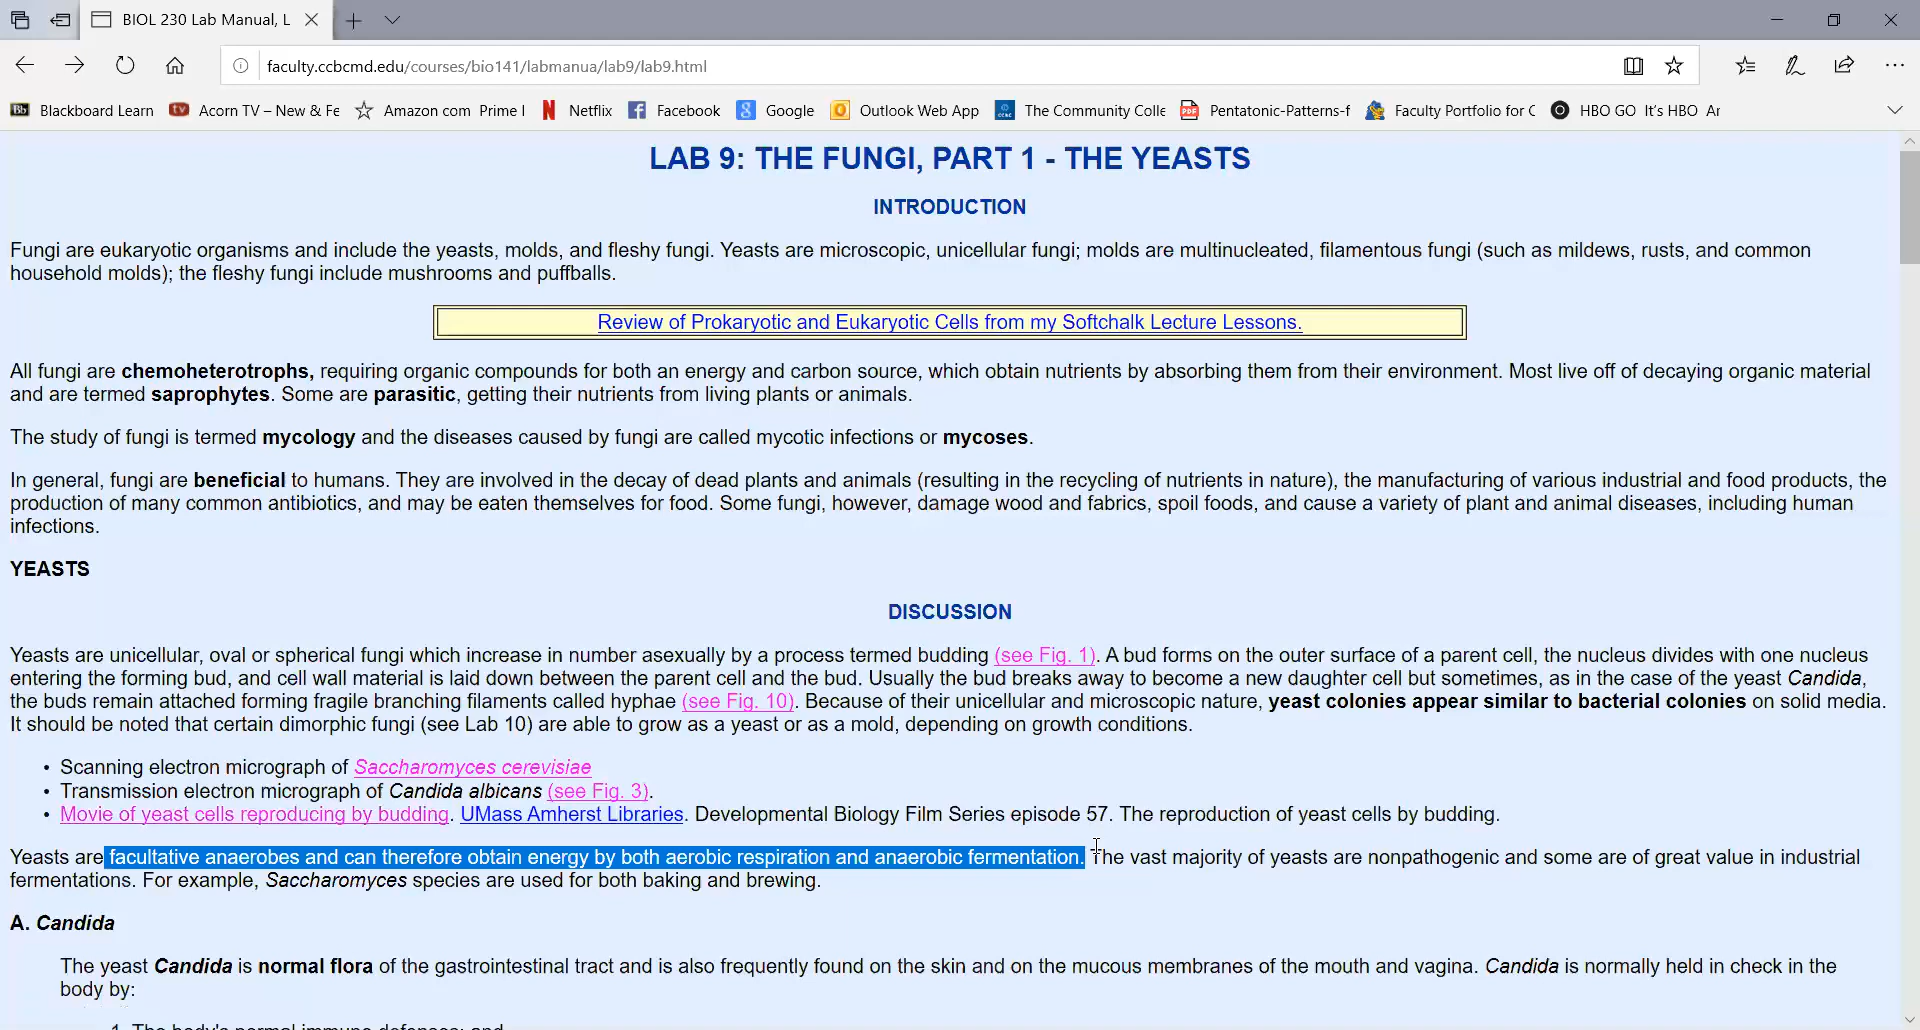 BIOL 230 Lab Manual, L
faculty.ccbcmd.edu/courses/bio141/labmanua/lab9/lab9.html
Bb Blackboard Learn tv Acorn TV – New & Fe Amazon com Prime I N Netflix f Facebook 8 Google Outlook Web App The Community Colle PDF Pentatonic-Patterns-f Faculty Portfolio for C HBO GO It's HBO Ar
LAB 9: THE FUNGI, PART 1 - THE YEASTS
INTRODUCTION
Fungi are eukaryotic organisms and include the yeasts, molds, and fleshy fungi. Yeasts are microscopic, unicellular fungi; molds are multinucleated, filamentous fungi (such as mildews, rusts, and common
household molds); the fleshy fungi include mushrooms and puffballs.
Review of Prokaryotic and Eukaryotic Cells from my Softchalk Lecture Lessons.
All fungi are chemoheterotrophs, requiring organic compounds for both an energy and carbon source, which obtain nutrients by absorbing them from their environment. Most live off of decaying organic material
and are termed saprophytes. Some are parasitic, getting their nutrients from living plants or animals.
The study of fungi is termed mycology and the diseases caused by fungi are called mycotic infections or mycoses.
In general, fungi are beneficial to humans. They are involved in the decay of dead plants and animals (resulting in the recycling of nutrients in nature), the manufacturing of various industrial and food products, the
production of many common antibiotics, and may be eaten themselves for food. Some fungi, however, damage wood and fabrics, spoil foods, and cause a variety of plant and animal diseases, including human
infections.
YEASTS
DISCUSSION
Yeasts are unicellular, oval or spherical fungi which increase in number asexually by a process termed budding (see Fig. 1). A bud forms on the outer surface of a parent cell, the nucleus divides with one nucleus
entering the forming bud, and cell wall material is laid down between the parent cell and the bud. Usually the bud breaks away to become a new daughter cell but sometimes, as in the case of the yeast Candida,
the buds remain attached forming fragile branching filaments called hyphae (see Fig. 10). Because of their unicellular and microscopic nature, yeast colonies appear similar to bacterial colonies on solid media.
It should be noted that certain dimorphic fungi (see Lab 10) are able to grow as a yeast or as a mold, depending on growth conditions.
• Scanning electron micrograph of Saccharomyces cerevisiae
• Transmission electron micrograph of Candida albicans (see Fig. 3).
• Movie of yeast cells reproducing by budding. UMass Amherst Libraries. Developmental Biology Film Series episode 57. The reproduction of yeast cells by budding.
Yeasts are facultative anaerobes and can therefore obtain energy by both aerobic respiration and anaerobic fermentation. The vast majority of yeasts are nonpathogenic and some are of great value in industrial
fermentations. For example, Saccharomyces species are used for both baking and brewing.
A. Candida
The yeast Candida is normal flora of the gastrointestinal tract and is also frequently found on the skin and on the mucous membranes of the mouth and vagina. Candida is normally held in check in the
body by:
1. The body's normal immune defenses; and